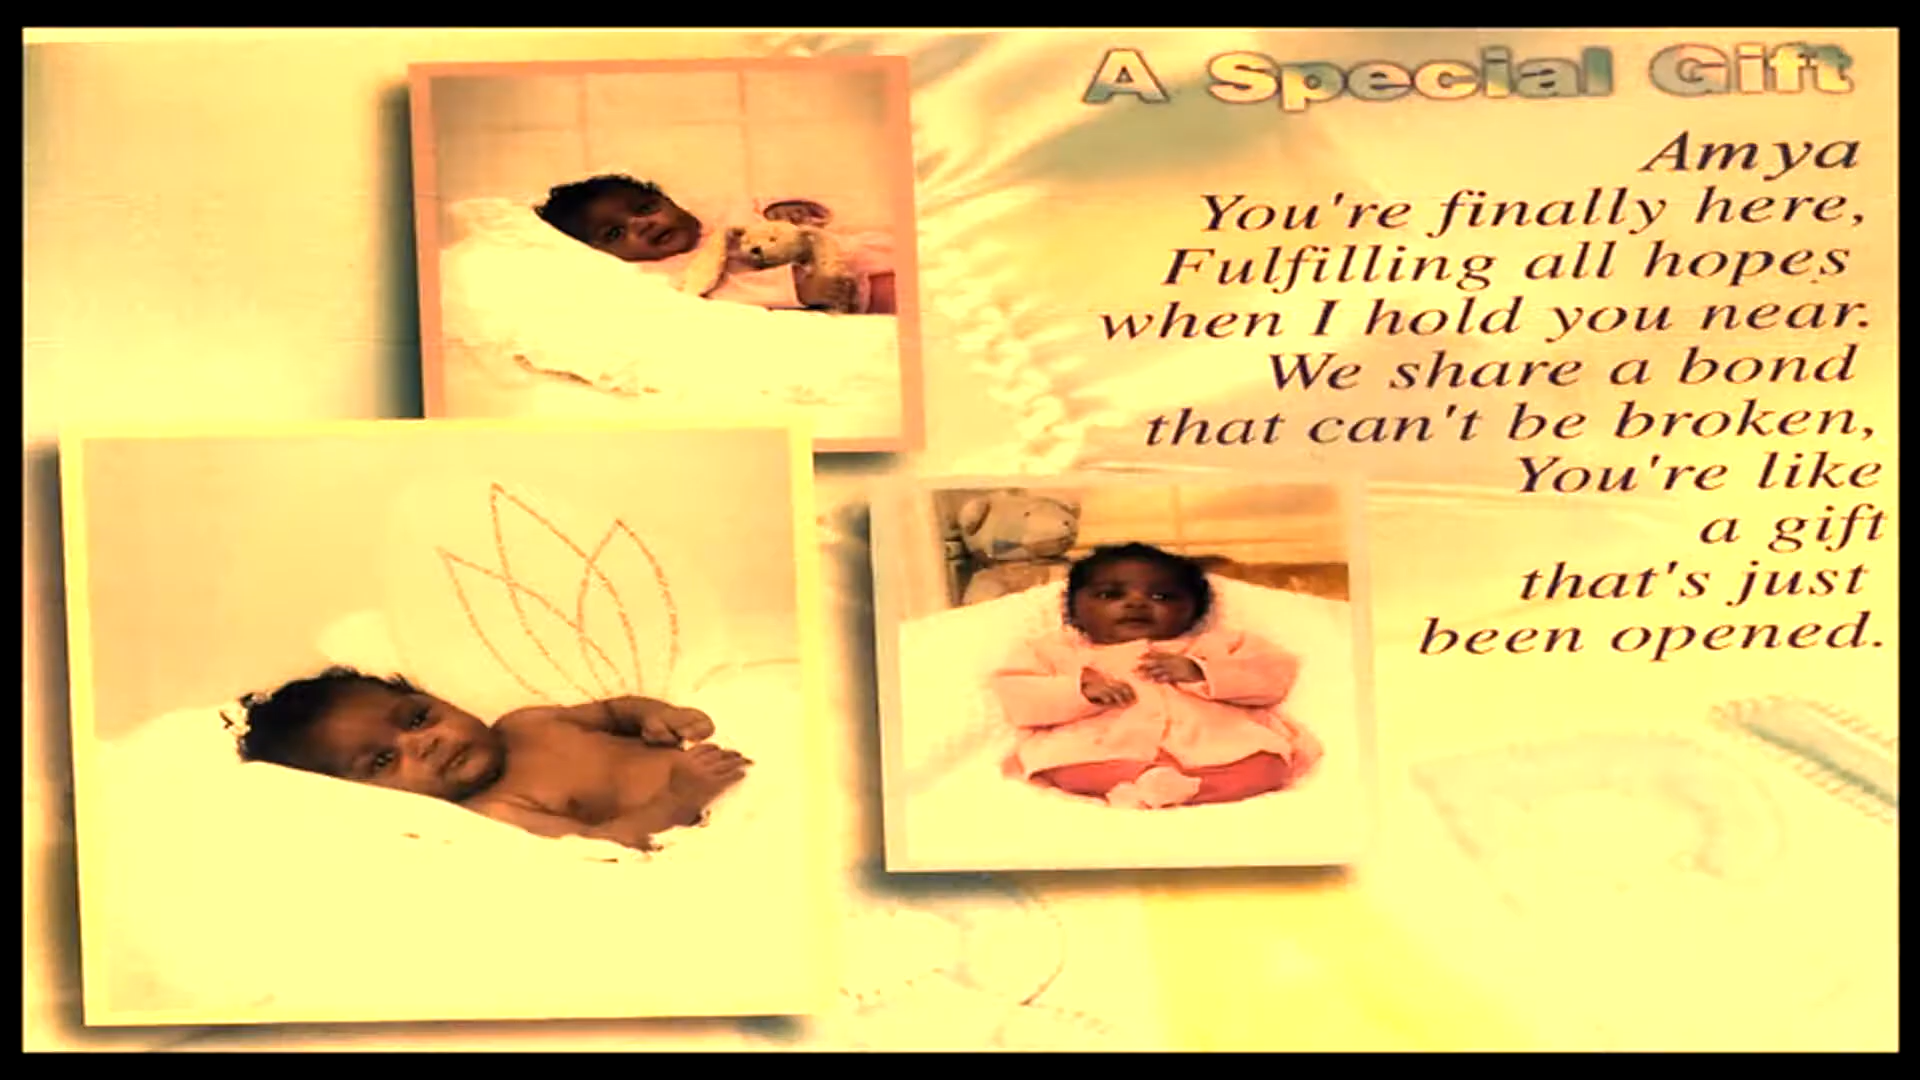 A Special Gift
Amya
You're finally here,
Fulfilling all hopes
when I hold you near.
We share a bond
that can't be broken,
You're like
a gift
that's just
been opened.